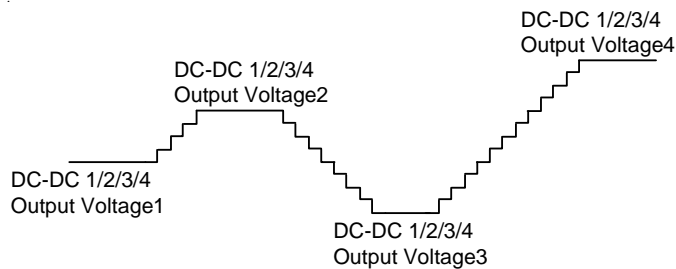 DC-DC 1/2/3/4
Output Voltage4
DC-DC 1/2/3/4
Output Voltage2
DC-DC 1/2/3/4
Output Voltage1
DC-DC 1/2/3/4
Output Voltage3